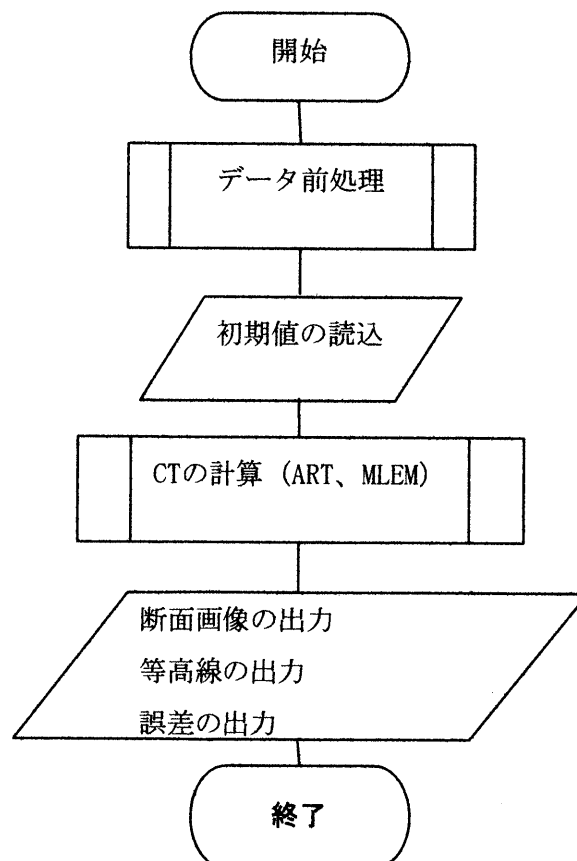 開始
データ前処理
初期値の読込
CTの計算（ART、MLEM）
断面画像の出力
等高線の出力
誤差の出力
終了